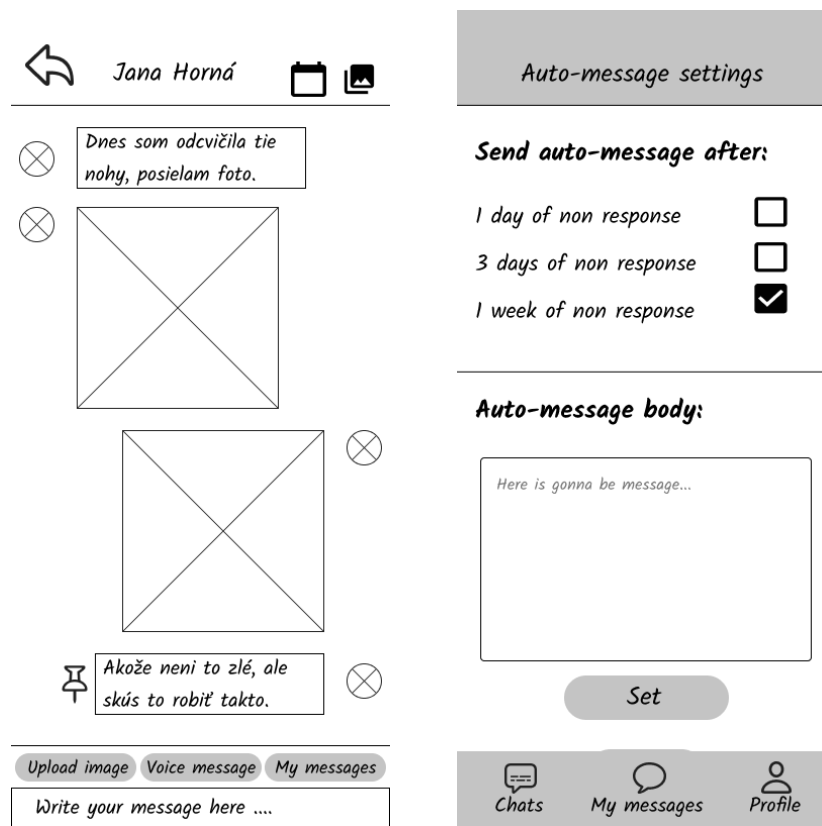 Jana Horná
Dnes som odcvičila tie
nohy, posielam foto.
Akože neni to zlé, ale
skús to robiť takto.
Upload image
Voice message
My messages
Write your message here ....
Auto-message settings
Send auto-message after:
1 day of non response
3 days of non response
1 week of non response
Auto-message body:
Here is gonna be message...
Set
Chats
My messages
Profile